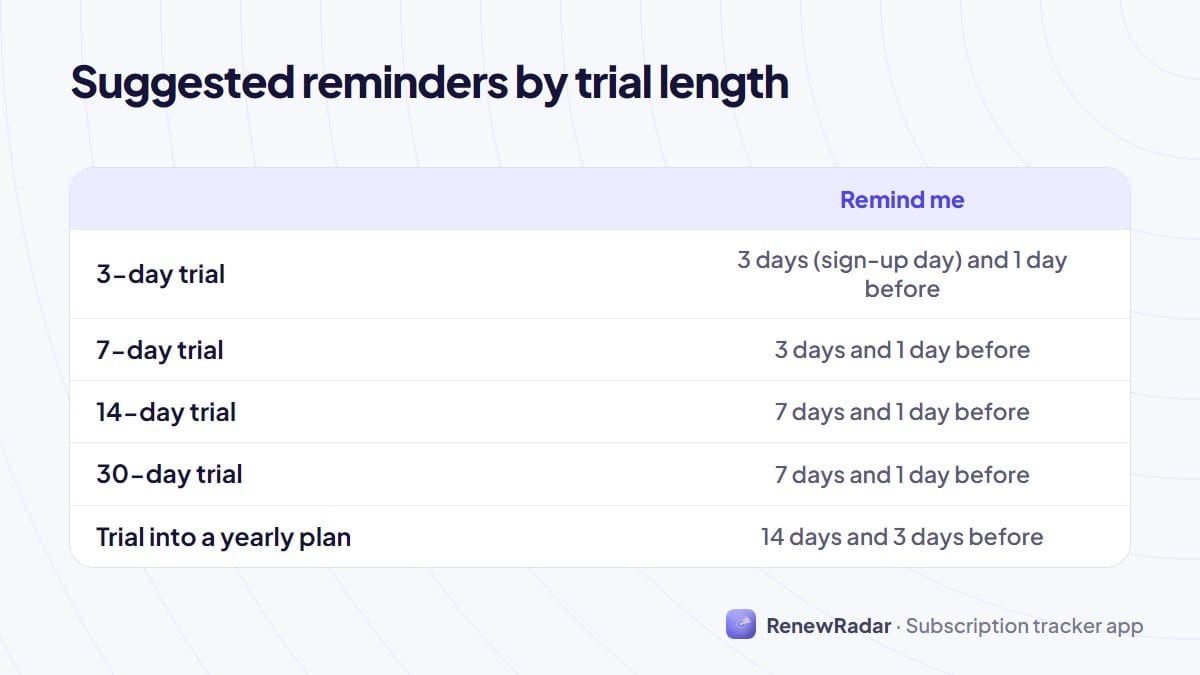 Suggested reminders by trial length
Remind me
3-day trial
3 days (sign-up day) and 1 day
before
7-day trial
3 days and 1 day before
14-day trial
7 days and 1 day before
30-day trial
7 days and 1 day before
Trial into a yearly plan
14 days and 3 days before
RenewRadar · Subscription tracker app